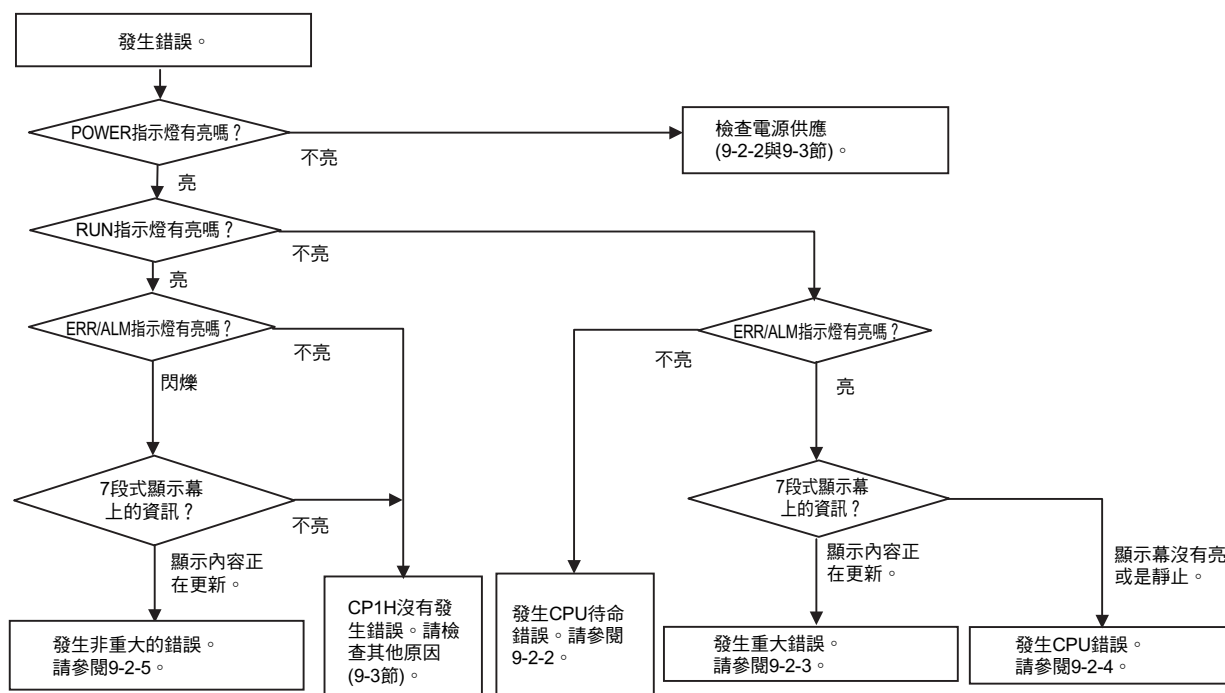 發生錯誤。
POWER指示燈有亮嗎？
不亮
檢查電源供應
(9-2-2與9-3節)。
亮
RUN指示燈有亮嗎？
不亮
亮
ERR/ALM指示燈有亮嗎？
不亮
ERR/ALM指示燈有亮嗎？
不亮
閃爍
亮
7段式顯示幕
上的資訊？
不亮
7段式顯示幕
上的資訊？
顯示內容正
在更新。
顯示內容正
在更新。
顯示幕沒有亮
或是靜止。
發生非重大的錯誤。
請參閱9-2-5。
CP1H沒有發
生錯誤。請檢
查其他原因
(9-3節)。
發生CPU待命
錯誤。請參閱
9-2-2。
發生重大錯誤。
請參閱9-2-3。
發生CPU錯誤。
請參閱9-2-4。